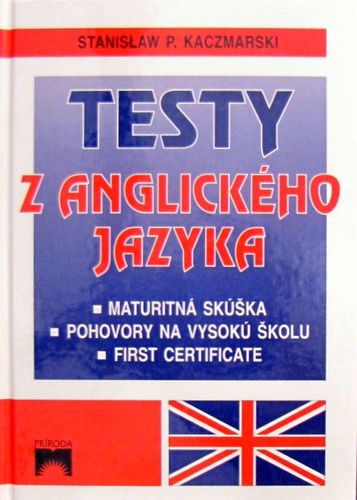 STANISŁAW P. KACZMARSKI
TESTY
Z ANGLICKÉHO
JAZYKA
MATURITNÁ SKÚŠKA
POHOVORY NA VYSOKÚ ŠKOLU
FIRST CERTIFICATE
PRÍRODA